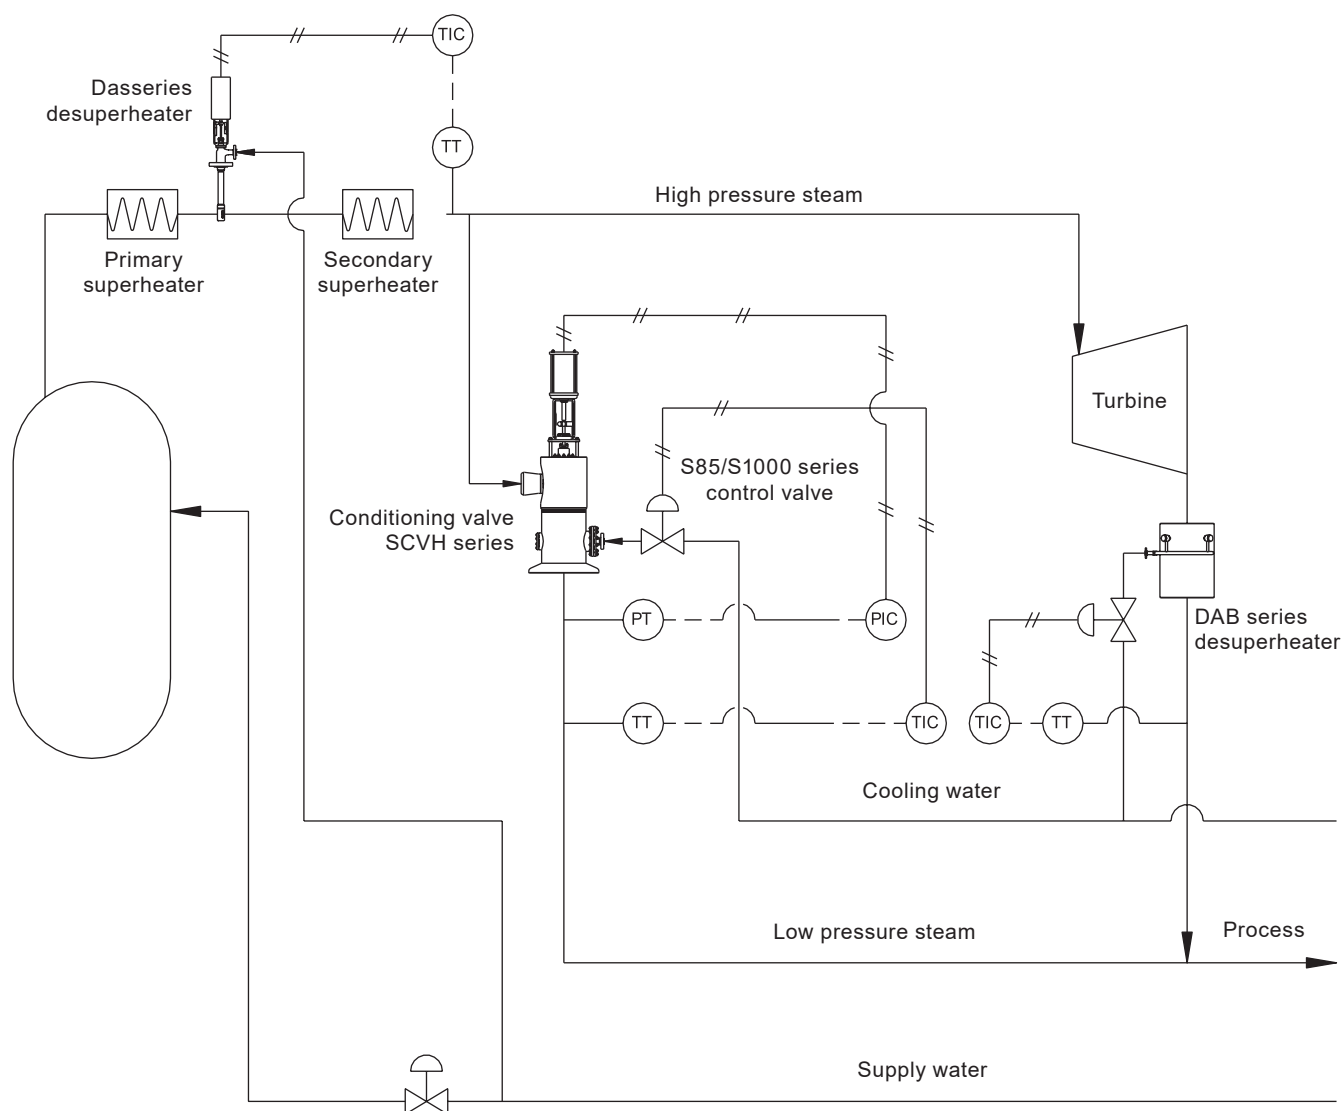 TIC
Dasseries
desuperheater
TT
High pressure steam
Primary
superheater
Secondary
superheater
Turbine
S85/S1000 series
control valve
Conditioning valve
SCVH series
PT
PIC
DAB series
desuperheater
TT
TIC
TIC
TT
Cooling water
Low pressure steam
Process
Supply water